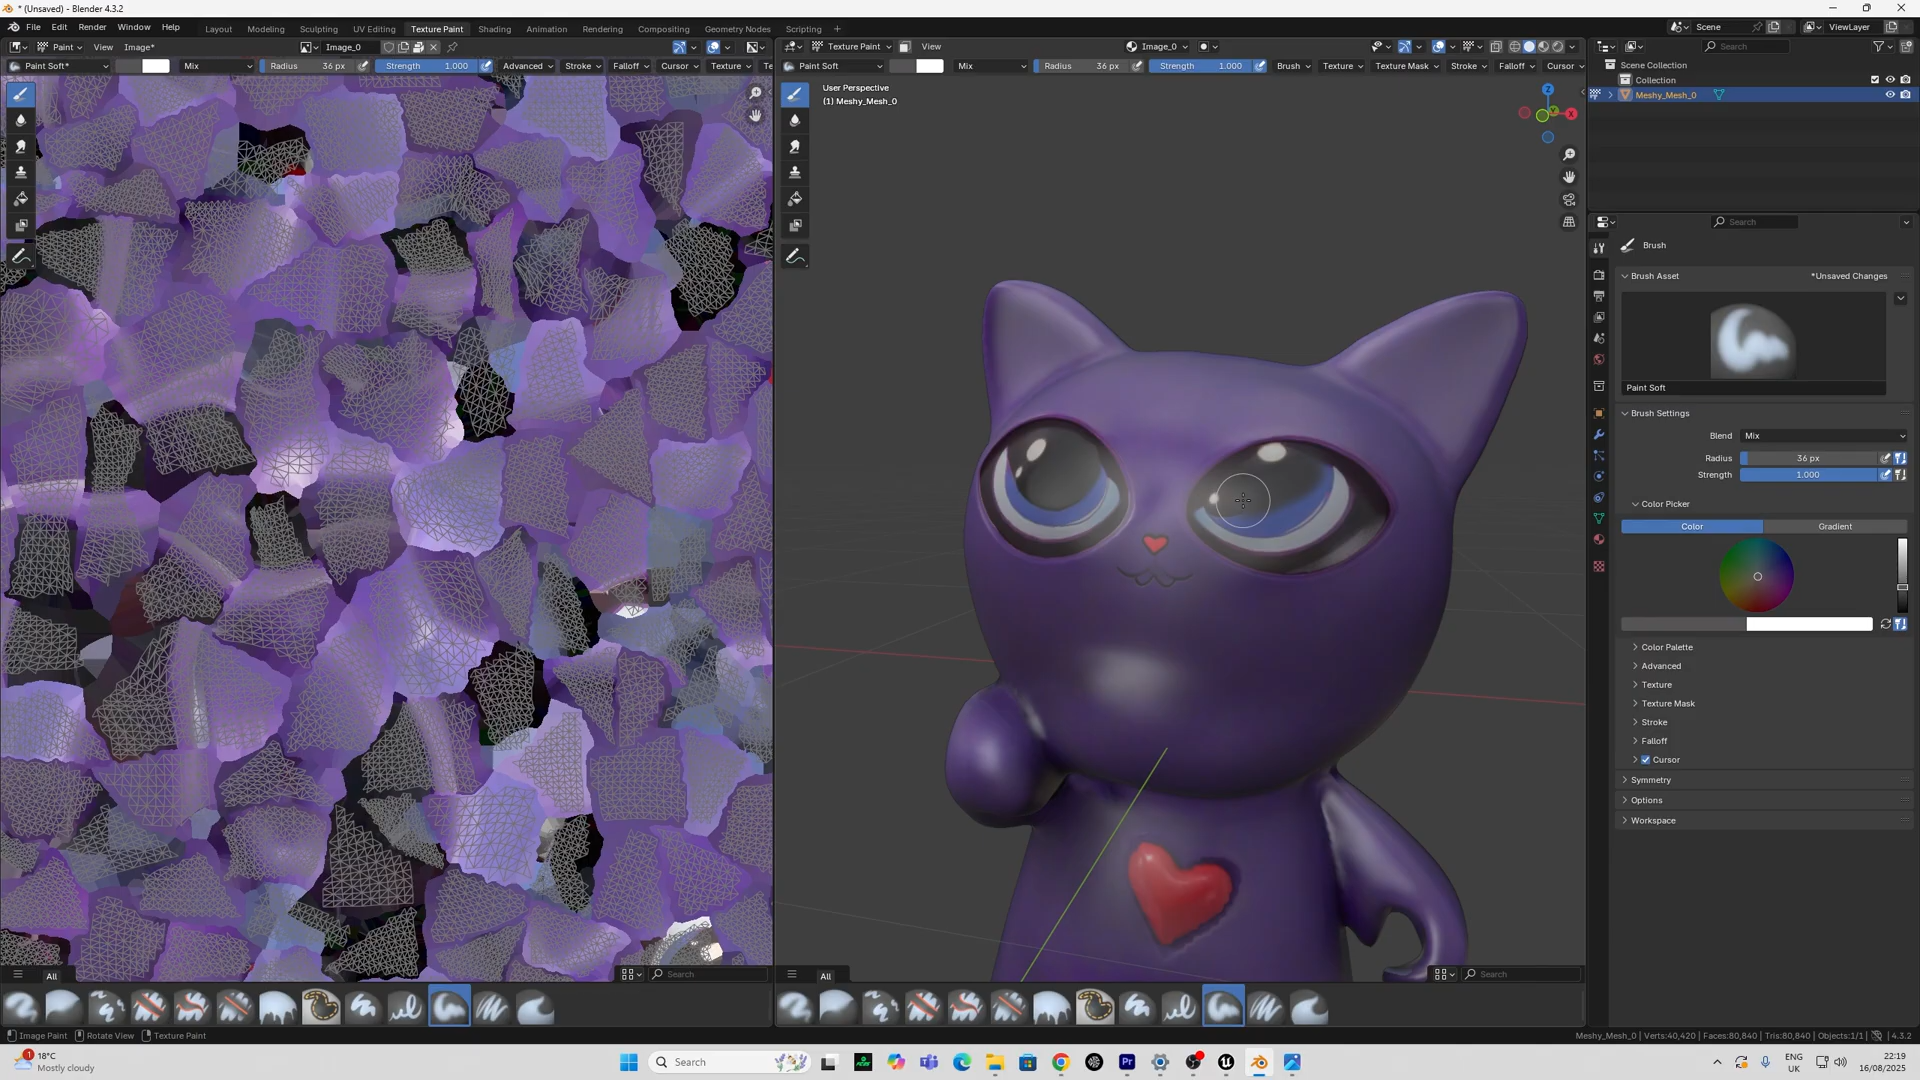 * (Unsaved) - Blender 4.3.2
File Edit Render Window Help
Layout Modeling Sculpting UV Editing Texture Paint Shading Animation Rendering Compositing Geometry Nodes Scripting +
Scene
ViewLayer
Paint View Image* Image_0
Texture Paint View Image_0
Search
Paint Soft* Mix Radius 36 px Strength 1.000 Advanced Stroke Falloff Cursor Texture Te
Paint Soft Mix Radius 36 px Strength 1.000 Brush Texture Texture Mask Stroke Falloff Cursor
Scene Collection
Collection
Meshy_Mesh_0
User Perspective
(1) Meshy_Mesh_0
Z
X
Search
Brush
Brush Asset *Unsaved Changes
Paint Soft
Brush Settings
Blend Mix
Radius 36 px
Strength 1.000
Color Picker
Color Gradient
Color Palette
Advanced
Texture
Texture Mask
Stroke
Falloff
Cursor
Symmetry
Options
Workspace
All Search
All Search
Image Paint Rotate View Texture Paint
Meshy_Mesh_0 | Verts:40,420 | Faces:80,840 | Tris:80,840 | Objects:1/1 | 4.3.2
1
18°C
Mostly cloudy
Search
Pr
ENG
UK
22:19
16/08/2025